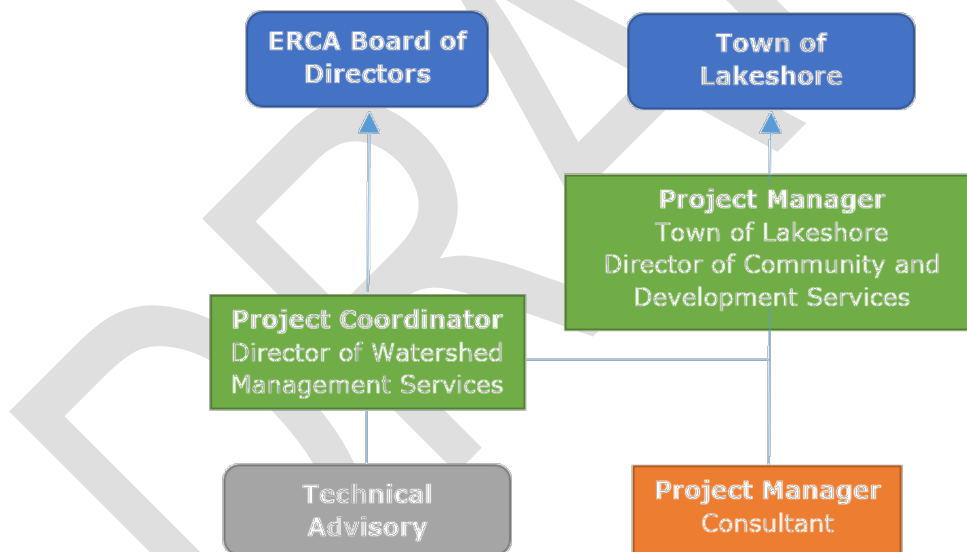 ERCA Board of
Directors
Town of
Lakeshore
Project Manager
Town of Lakeshore
Director of Community and
Development Services
Project Coordinator
Director of Watershed
Management Services
Technical
Advisory
Project Manager
Consultant